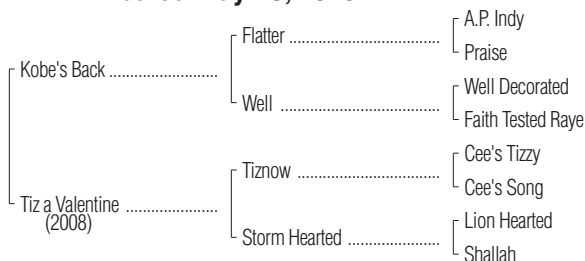 A.P. Indy
Flatter
Praise
Kobe's Back
Well Decorated
Well
Faith Tested Raye
Cee's Tizzy
Tiznow
Cee's Song
Tiz a Valentine
(2008)
Lion Hearted
Storm Hearted
Shallah